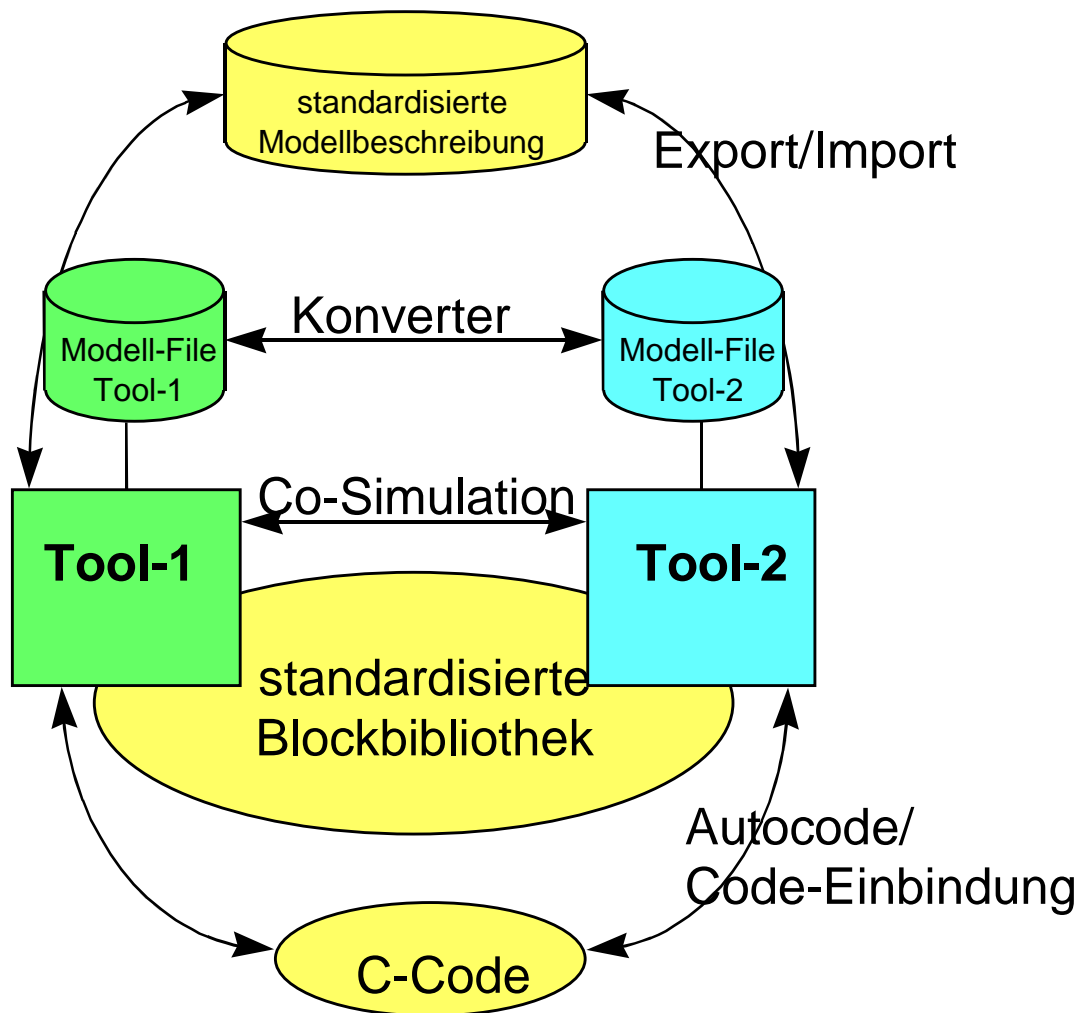 standardisierte
Modellbeschreibung
Export/Import
Konverter
Modell-File
Tool-1
Modell-File
Tool-2
Co-Simulation
Tool-1
Tool-2
standardisierte
Blockbibliothek
Autocode/
Code-Einbindung
C-Code